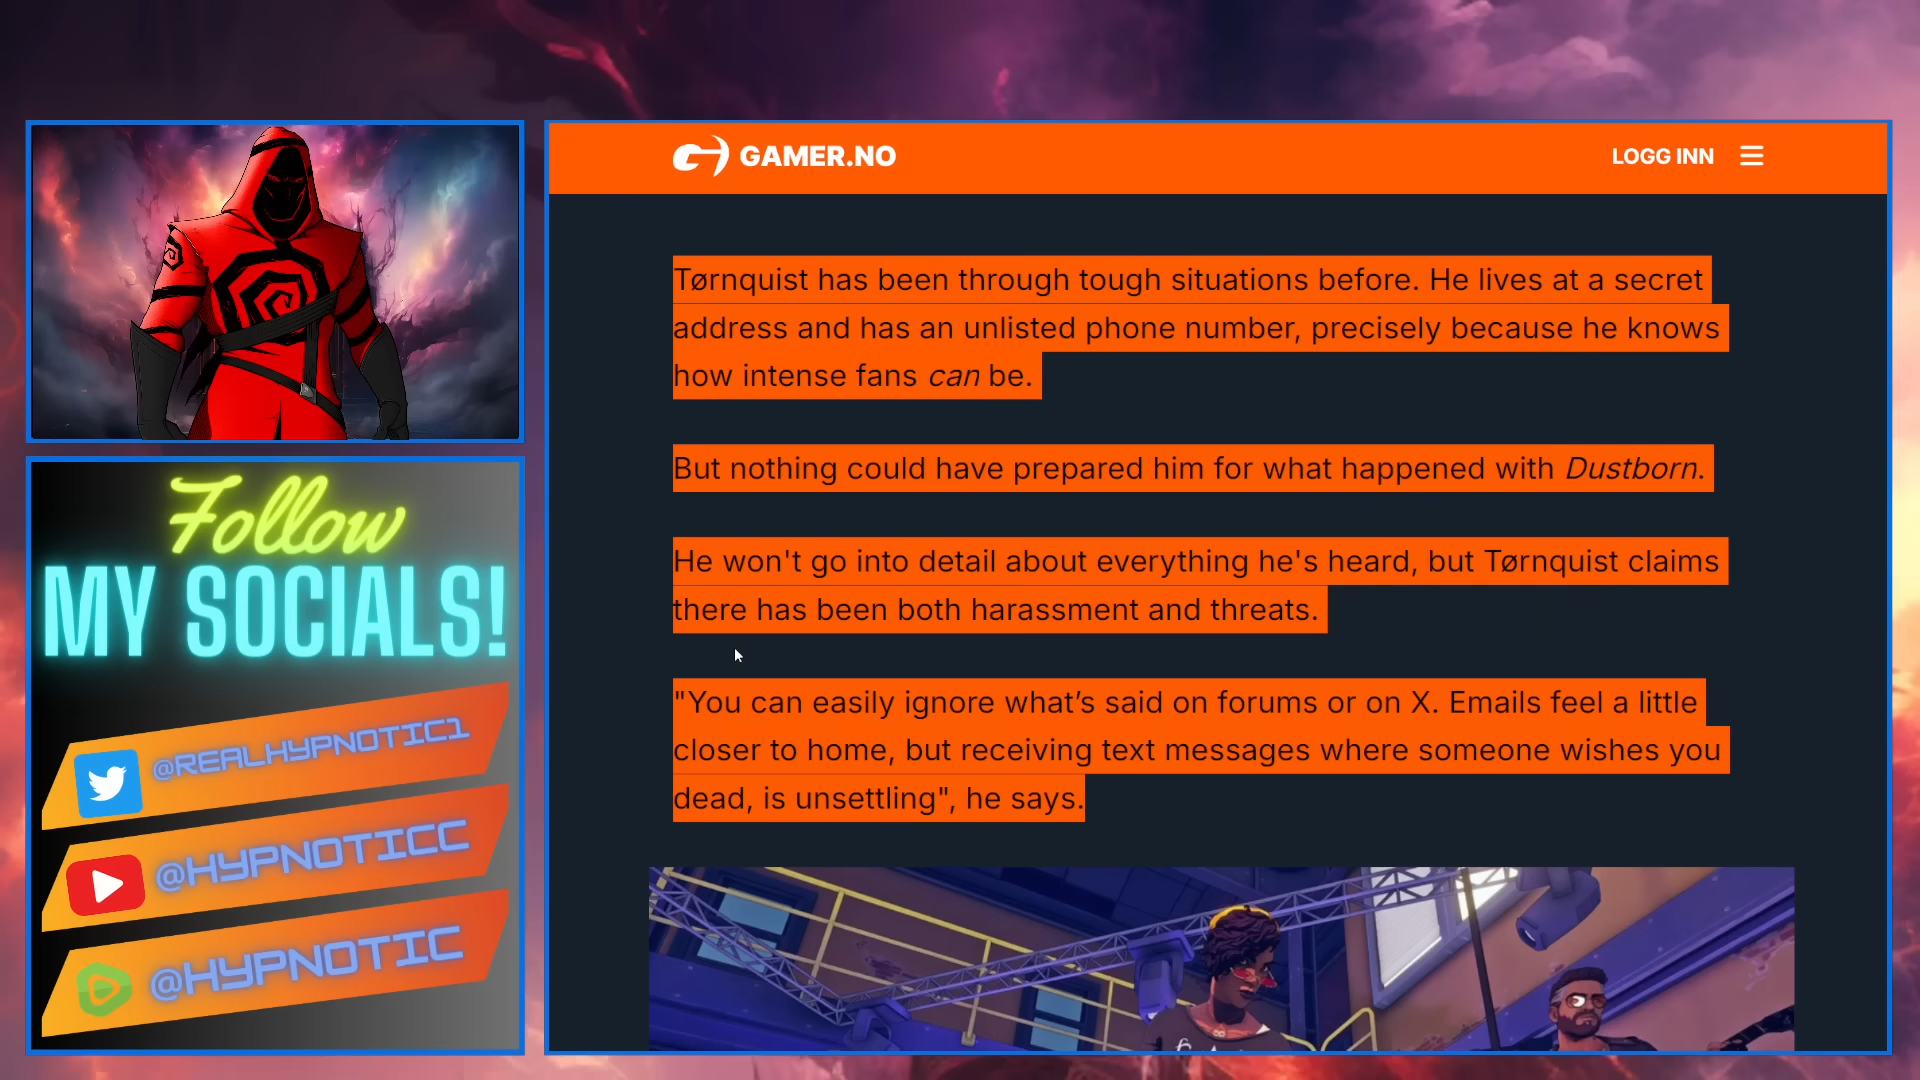 Follow
MY SOCIALS!
@REALHYPNOTIC1
@HYPNOTICC
@HYPNOTIC
GAMER.NO
LOGG INN
Tørnquist has been through tough situations before. He lives at a secret
address and has an unlisted phone number, precisely because he knows
how intense fans can be.
But nothing could have prepared him for what happened with Dustborn.
He won't go into detail about everything he's heard, but Tørnquist claims
there has been both harassment and threats.
"You can easily ignore what’s said on forums or on X. Emails feel a little
closer to home, but receiving text messages where someone wishes you
dead, is unsettling", he says.